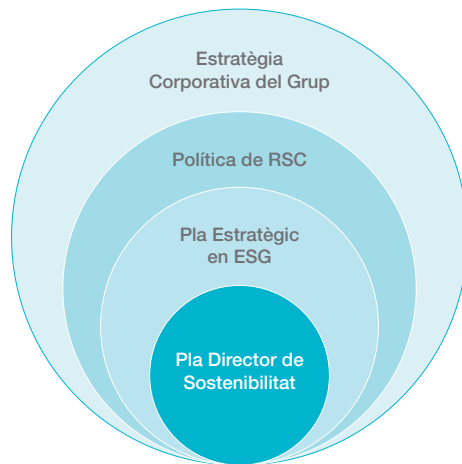 Estratègia
Corporativa del Grup
Política de RSC
Pla Estratègic
en ESG
Pla Director de
Sostenibilitat